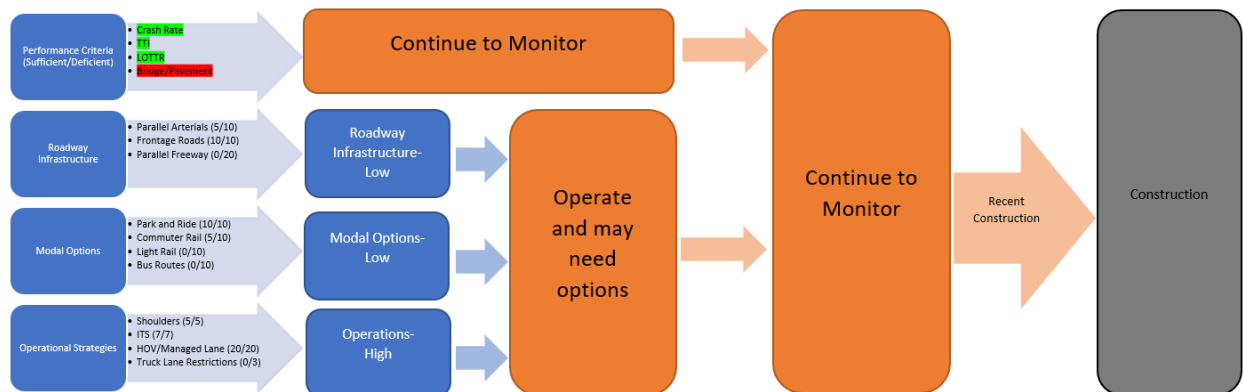 Performance Criteria
(Sufficient/Deficient)
• Crash Rate
• TTI
• LOTTR
• Bridge/Pavement
Continue to Monitor
Roadway
Infrastructure
• Parallel Arterials (5/10)
• Frontage Roads (10/10)
• Parallel Freeway (0/20)
Roadway
Infrastructure-
Low
Modal Options
• Park and Ride (10/10)
• Commuter Rail (5/10)
• Light Rail (0/10)
• Bus Routes (0/10)
Modal Options-
Low
Operational Strategies
• Shoulders (5/5)
• ITS (7/7)
• HOV/Managed Lane (20/20)
• Truck Lane Restrictions (0/3)
Operations-
High
Operate
and may
need
options
Continue to
Monitor
Recent
Construction
Construction